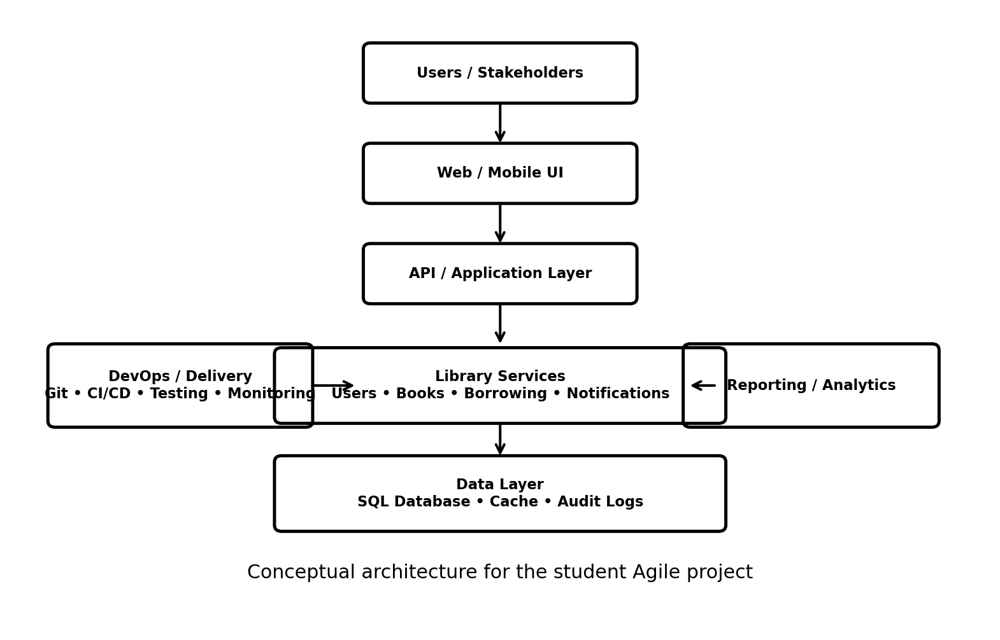 Users / Stakeholders
Web / Mobile UI
API / Application Layer
DevOps / Delivery
Git • CI/CD • Testing • Monitoring
Library Services
Users • Books • Borrowing • Notifications
Reporting / Analytics
Data Layer
SQL Database • Cache • Audit Logs
Conceptual architecture for the student Agile project